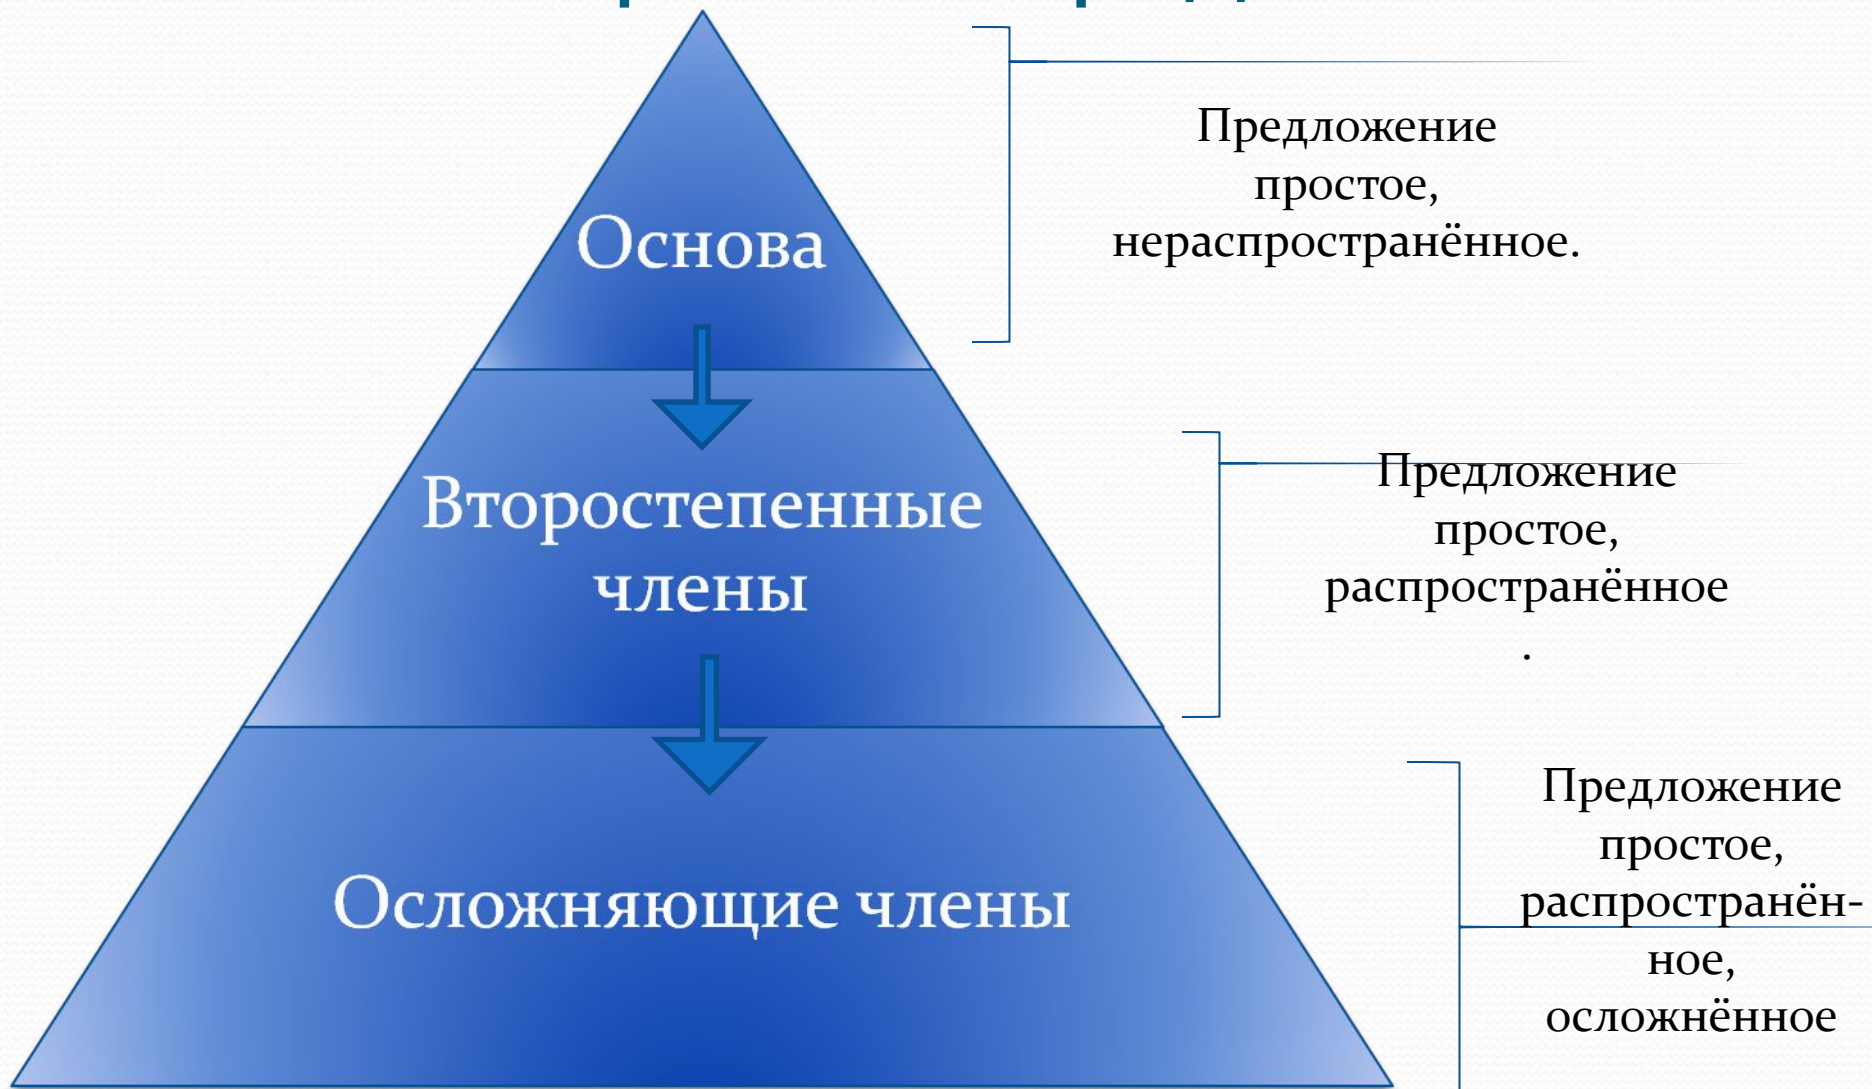 Основа
Предложение
простое,
нераспространённое.
Второстепенные
члены
Предложение
простое,
распространённое
.
Осложняющие члены
Предложение
простое,
распространён-
ное,
осложнённое